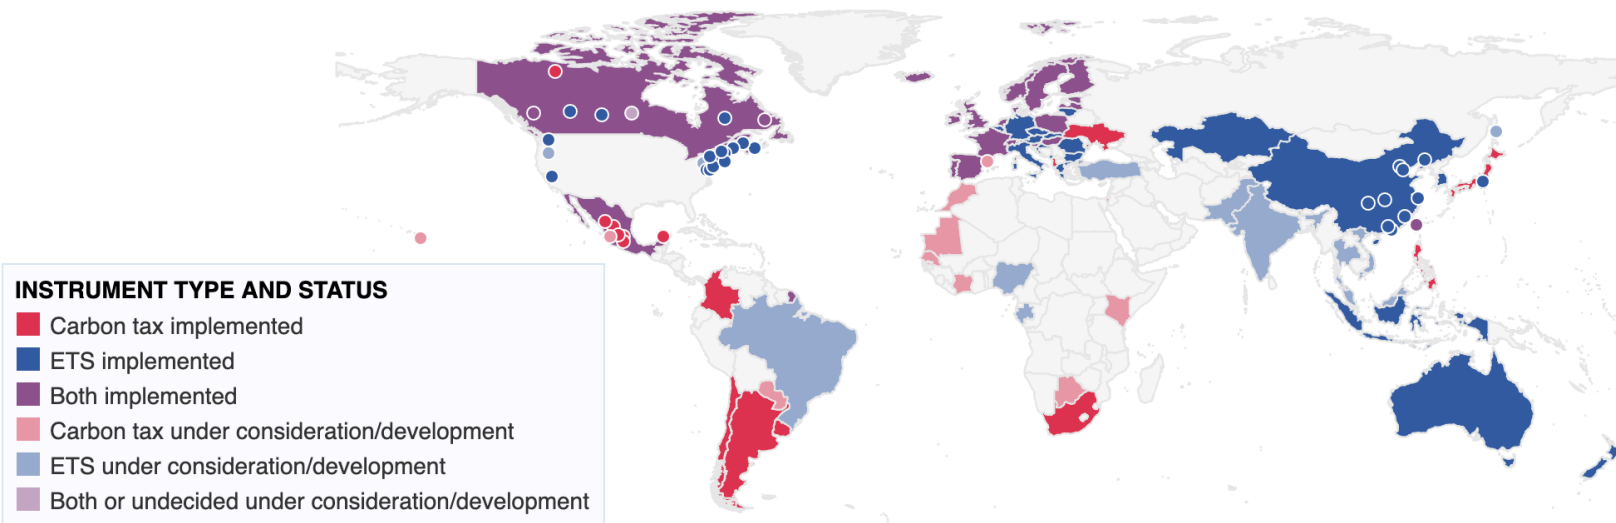 INSTRUMENT TYPE AND STATUS
Carbon tax implemented
ETS implemented
Both implemented
Carbon tax under consideration/development
ETS under consideration/development
Both or undecided under consideration/development